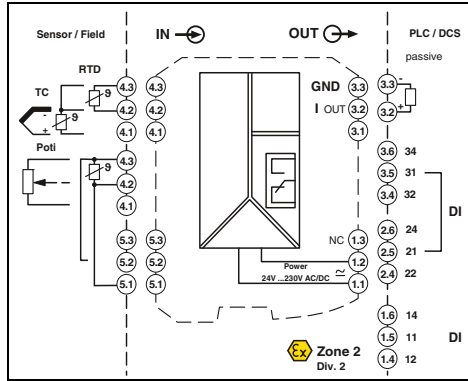 Sensor / Field
IN
OUT
PLC / DCS
passive
RTD
TC
ϑ
4.3
4.3
GND
3.3
3.3
-
-
ϑ
4.2
4.2
I OUT
3.2
3.2
+
+
4.1
4.1
3.1
Poti
ϑ
4.3
3.6
34
4.2
3.5
31
4.1
3.4
32
DI
5.3
5.3
NC
1.3
2.6
24
5.2
5.2
Power
1.2
2.5
21
24V ...230V AC/DC
5.1
5.1
1.1
2.4
22
1.6
14
Ex
Zone 2
1.5
11
DI
Div. 2
1.4
12